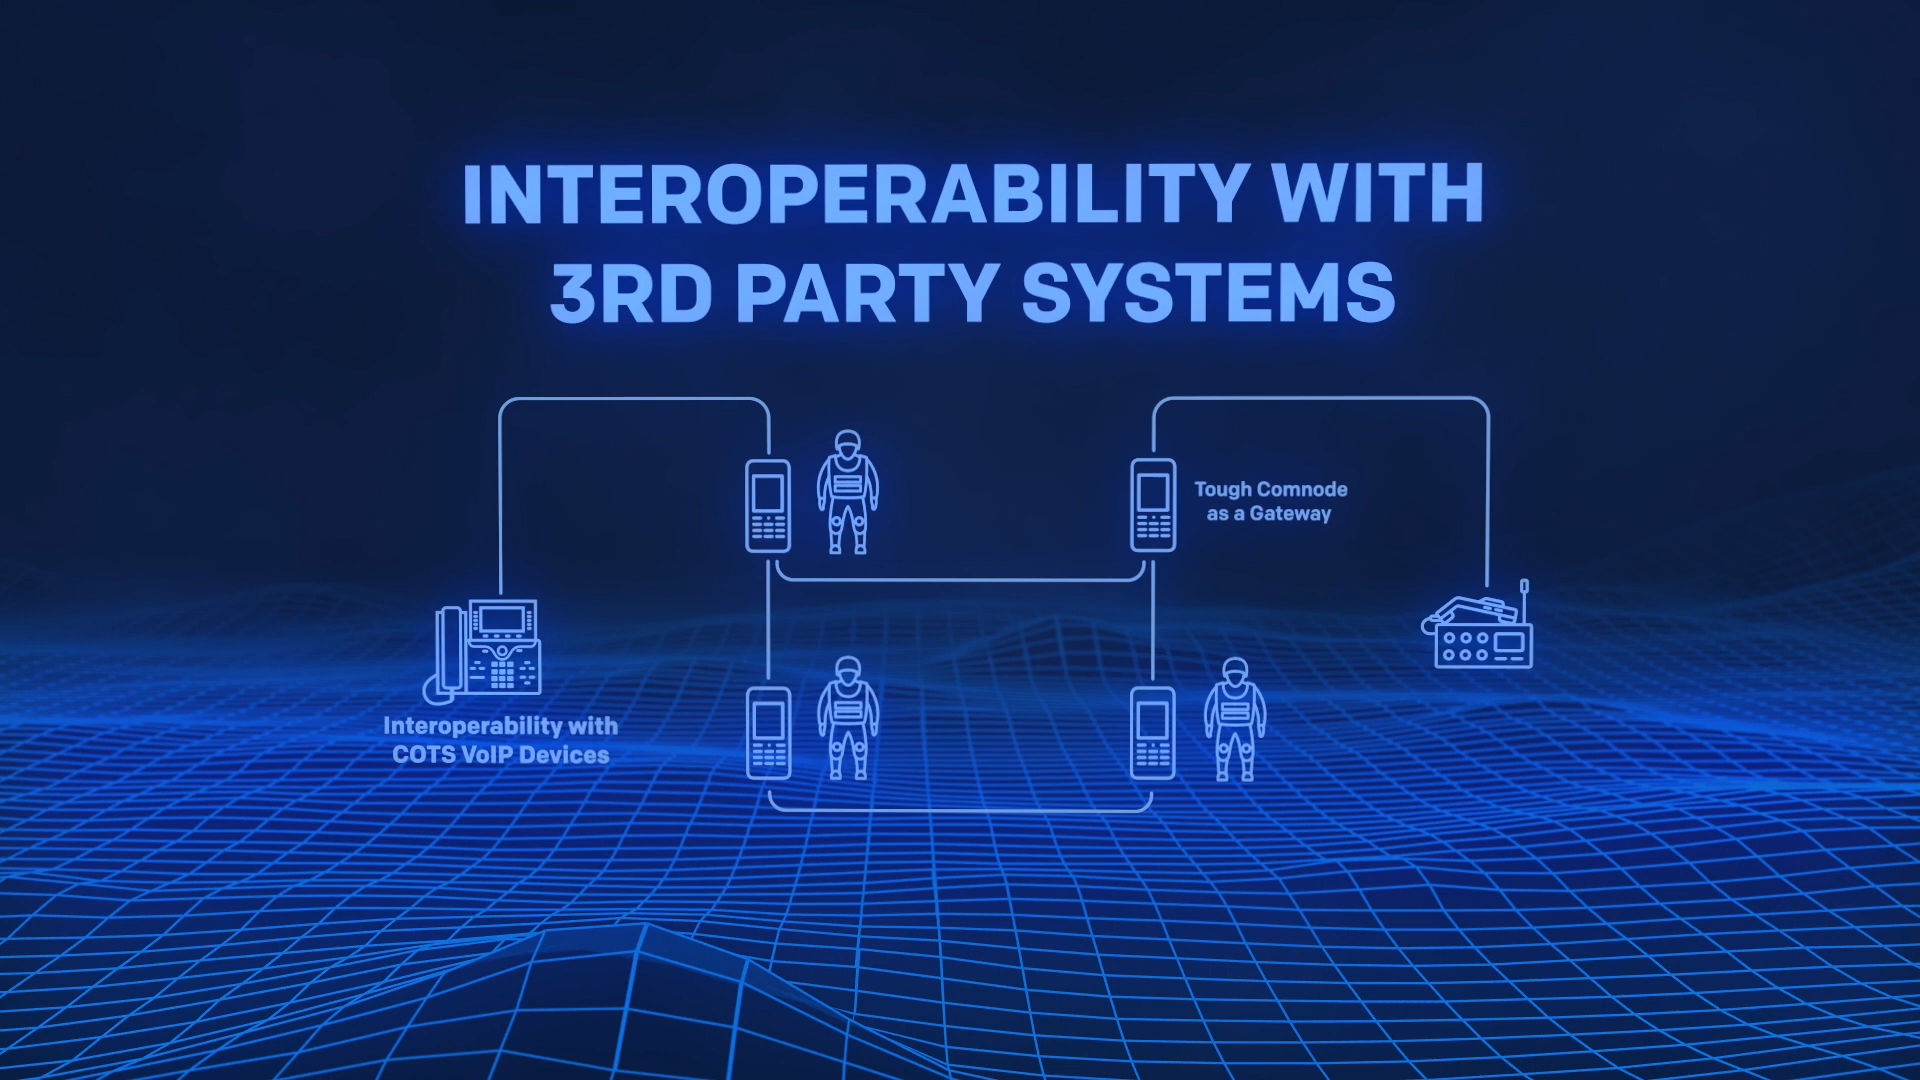 INTEROPERABILITY WITH
3RD PARTY SYSTEMS
Tough Comnode
as a Gateway
Interoperability with
COTS VoIP Devices